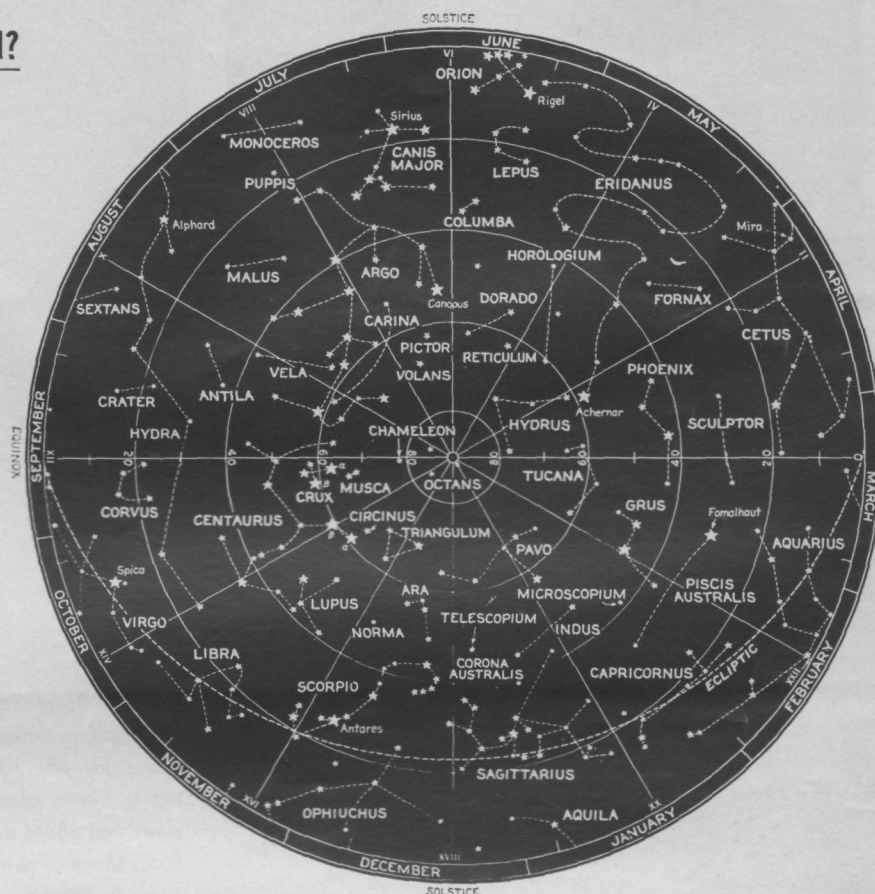 I?
SOLSTICE
JUNE
VI
JULY
ORION
Rigel
MAY
VIII
IV
Sirius
MONOCEROS
CANIS
MAJOR
LEPUS
PUPPIS
ERIDANUS
AUGUST
Alphard
COLUMBA
Mira
X
HOROLOGIUM
II
APRIL
MALUS
ARGO
Canopus
DORADO
FORNAX
SEXTANS
CARINA
CETUS
PICTOR
RETICULUM
VOLANS
VELA
PHOENIX
ANTILA
CRATER
Achernar
SCULPTOR
HYDRA
CHAMELEON
HYDRUS
SEPTEMBER
EQUINOX
XII
20
40
60
80
80
60
40
20
0
MARCH
α
β
OCTANS
TUCANA
MUSCA
CRUX
CORVUS
GRUS
Fomalhaut
CENTAURUS
CIRCINUS
β
α
TRIANGULUM
AQUARIUS
PAVO
Spica
MICROSCOPIUM
PISCIS
AUSTRALIS
OCTOBER
VIRGO
LUPUS
ARA
TELESCOPIUM
INDUS
NORMA
XIV
LIBRA
CORONA
AUSTRALIS
CAPRICORNUS
ECLIPTIC
XXII
FEBRUARY
SCORPIO
Antares
SAGITTARIUS
NOVEMBER
XVI
XX
OPHIUCHUS
AQUILA
JANUARY
XVIII
DECEMBER
SOLSTICE